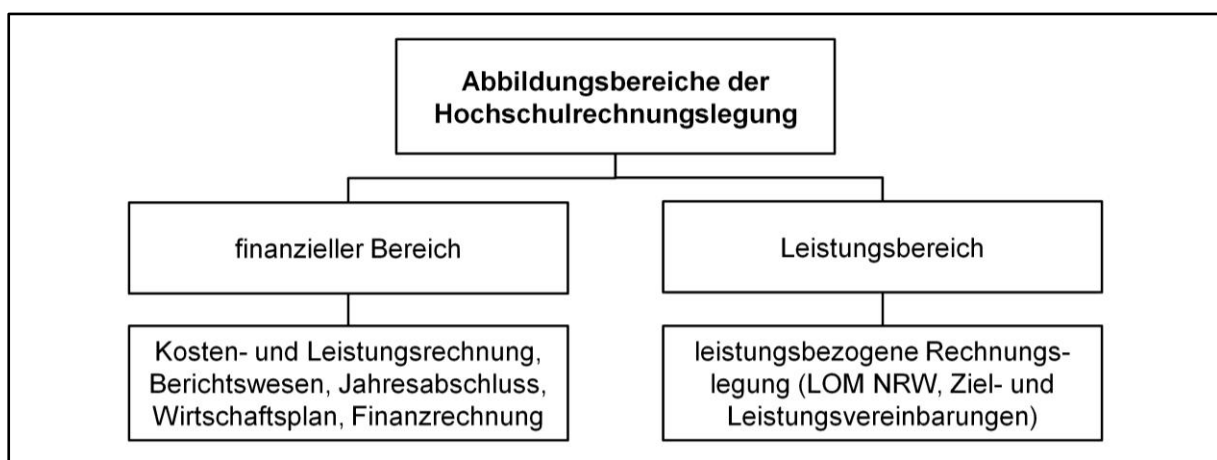 Abbildungsbereiche der
Hochschulrechnungslegung
finanzieller Bereich
Leistungsbereich
Kosten- und Leistungsrechnung,
Berichtswesen, Jahresabschluss,
Wirtschaftsplan, Finanzrechnung
leistungsbezogene Rechnungs-
legung (LOM NRW, Ziel- und
Leistungsvereinbarungen)